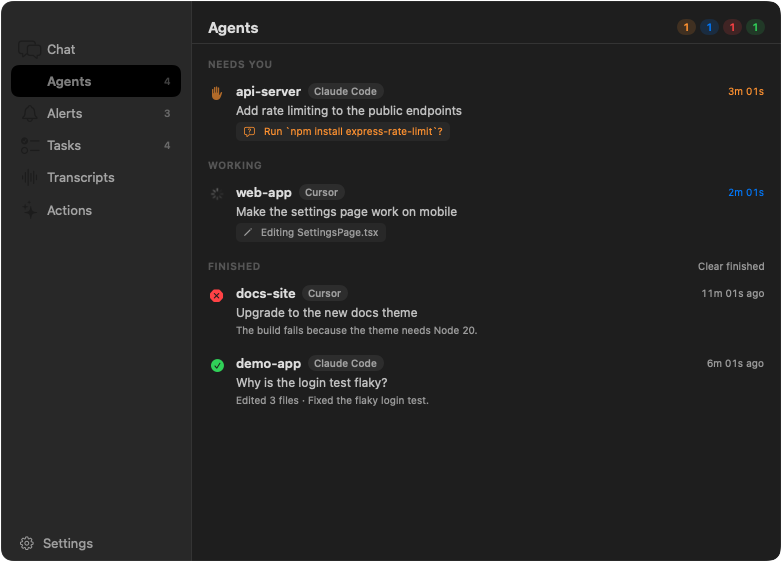 Chat
Agents 4
Alerts 3
Tasks 4
Transcripts
Actions
Settings
Agents 1 1 1 1
NEEDS YOU
api-server Claude Code 3m 01s
Add rate limiting to the public endpoints
Run `npm install express-rate-limit`?
WORKING
web-app Cursor 2m 01s
Make the settings page work on mobile
Editing SettingsPage.tsx
FINISHED Clear finished
docs-site Cursor 11m 01s ago
Upgrade to the new docs theme
The build fails because the theme needs Node 20.
demo-app Claude Code 6m 01s ago
Why is the login test flaky?
Edited 3 files · Fixed the flaky login test.